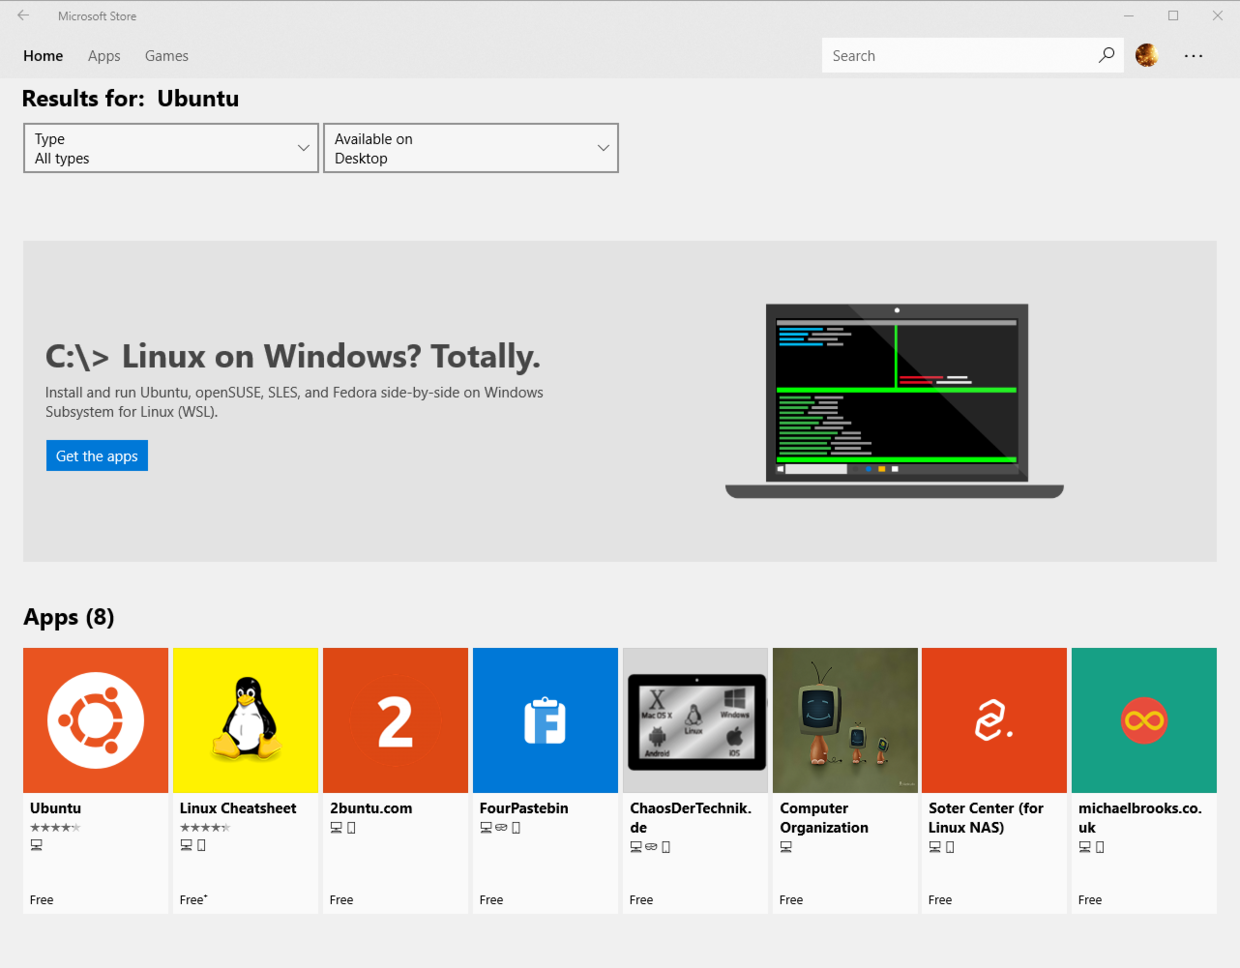 Microsoft Store
Home Apps Games
Search
Results for: Ubuntu
Type
All types
Available on
Desktop
C:\> Linux on Windows? Totally.
Install and run Ubuntu, openSUSE, SLES, and Fedora side-by-side on Windows
Subsystem for Linux (WSL).
Get the apps
Apps (8)
2
F
X
Mac OS X
Windows
Linux
Android
iOS
Ubuntu
Free
Linux Cheatsheet
Free*
2buntu.com
Free
FourPastebin
Free
ChaosDerTechnik.
de
Free
Computer
Organization
Free
Soter Center (for
Linux NAS)
Free
michaelbrooks.co.
uk
Free